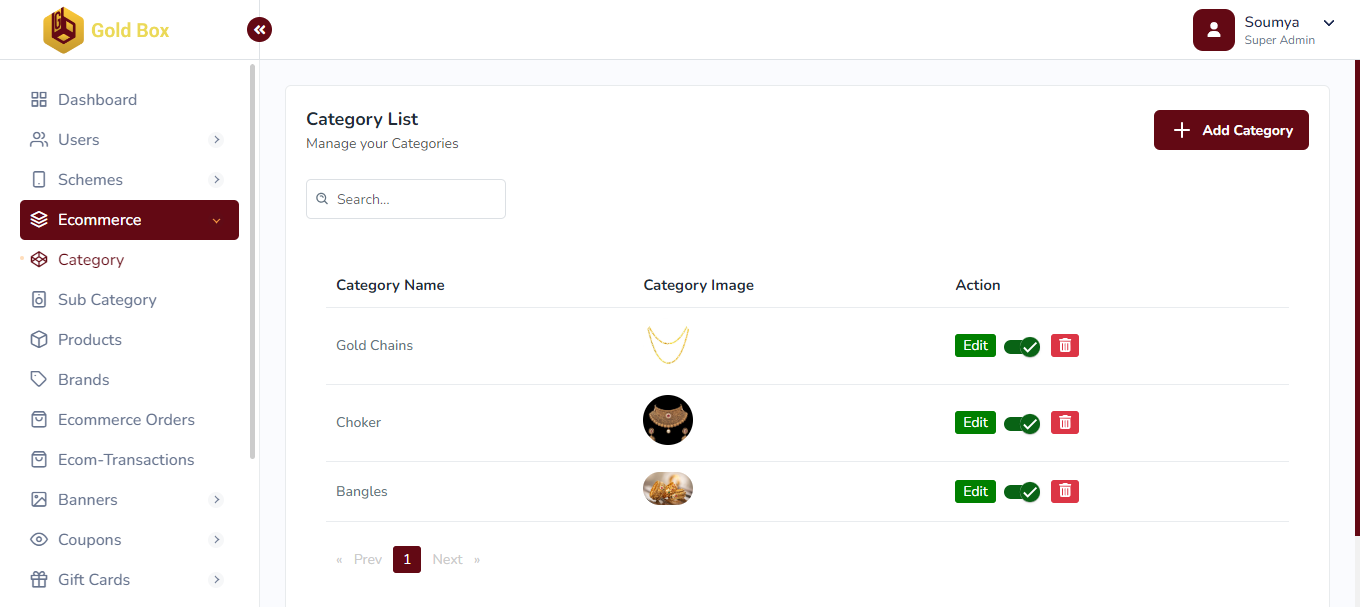 Gold Box
Soumya
Super Admin
Dashboard
Users
Schemes
Ecommerce
Category
Sub Category
Products
Brands
Ecommerce Orders
Ecom-Transactions
Banners
Coupons
Gift Cards
Category List
Manage your Categories
Add Category
Search...
Category Name Category Image Action
Gold Chains Edit
Choker Edit
Bangles Edit
« Prev 1 Next »